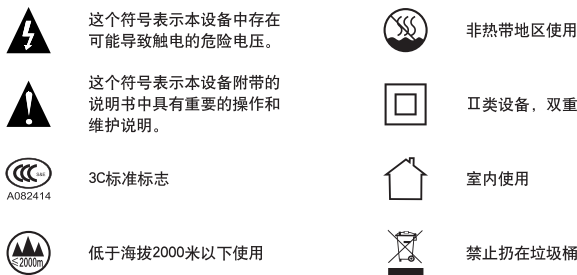 这个符号表示本设备中存在
可能导致触电的危险电压。
非热带地区使用
这个符号表示本设备附带的
说明书中具有重要的操作和
维护说明。
II类设备，双重
CCC
S&E
A082414
3C标准标志
室内使用
≤2000m
低于海拔2000米以下使用
禁止扔在垃圾桶